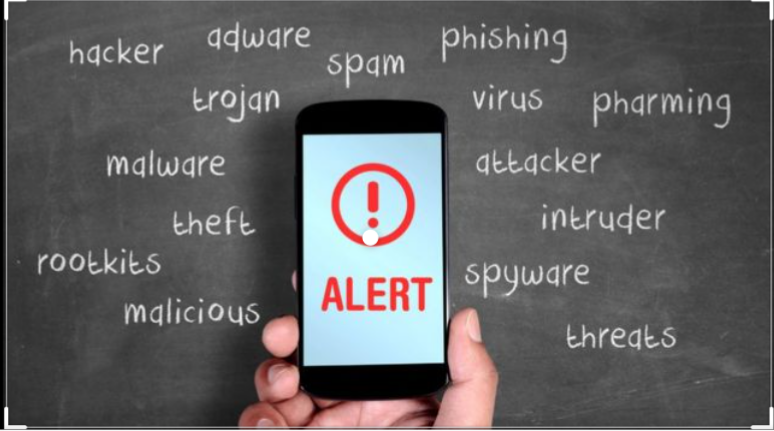 hacker adware spam phishing
trojan virus pharming
malware attacker
theft intruder
rootkits spyware
malicious threats
!
ALERT